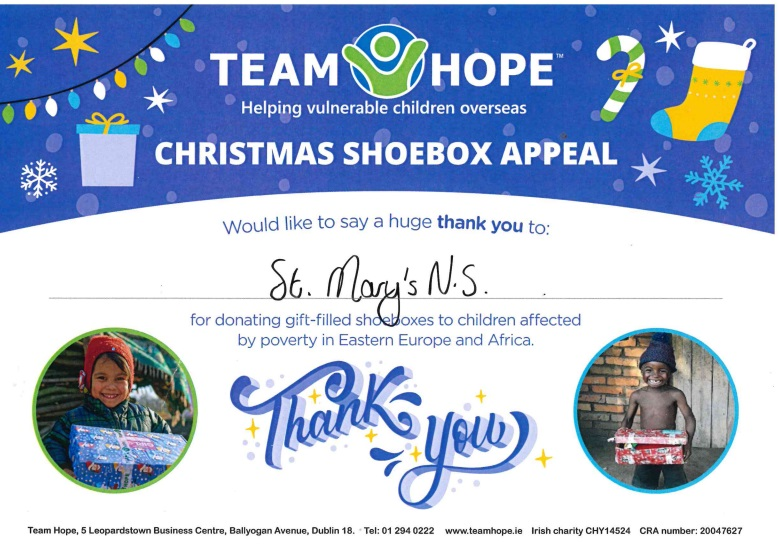 TEAM HOPE™
Helping vulnerable children overseas
CHRISTMAS SHOEBOX APPEAL
Would like to say a huge thank you to:
St. Mary's N.S.
for donating gift-filled shoeboxes to children affected
by poverty in Eastern Europe and Africa.
Thank you
Team Hope, 5 Leopardstown Business Centre, Ballyogan Avenue, Dublin 18. Tel: 01 294 0222 www.teamhope.ie Irish charity CHY14524 CRA number: 20047627